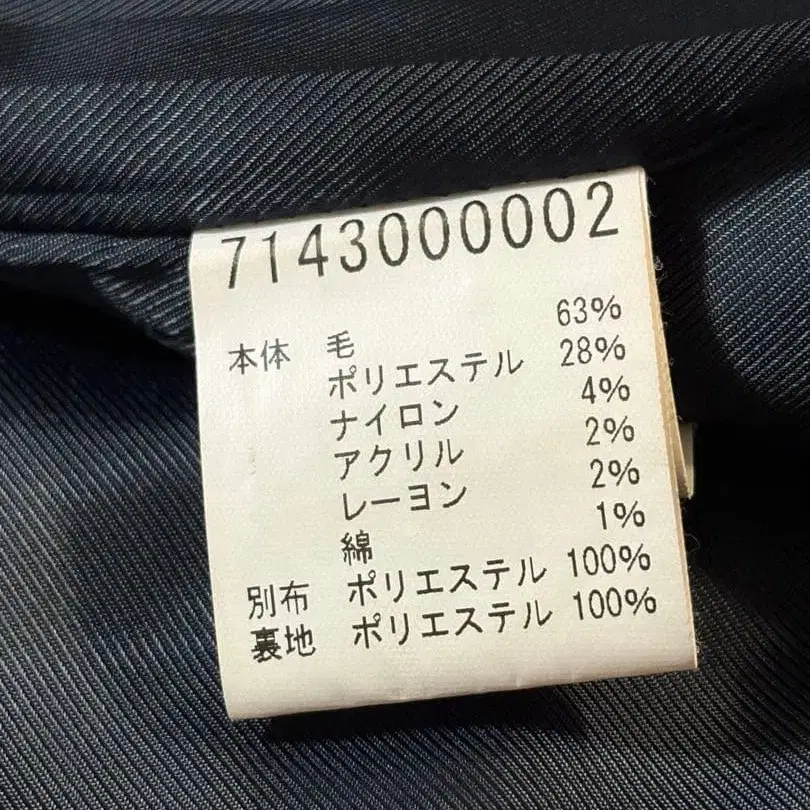 7143000002
本体 毛 63%
ポリエステル 28%
ナイロン 4%
アクリル 2%
レーヨン 2%
綿 1%
別布 ポリエステル 100%
裏地 ポリエステル 100%